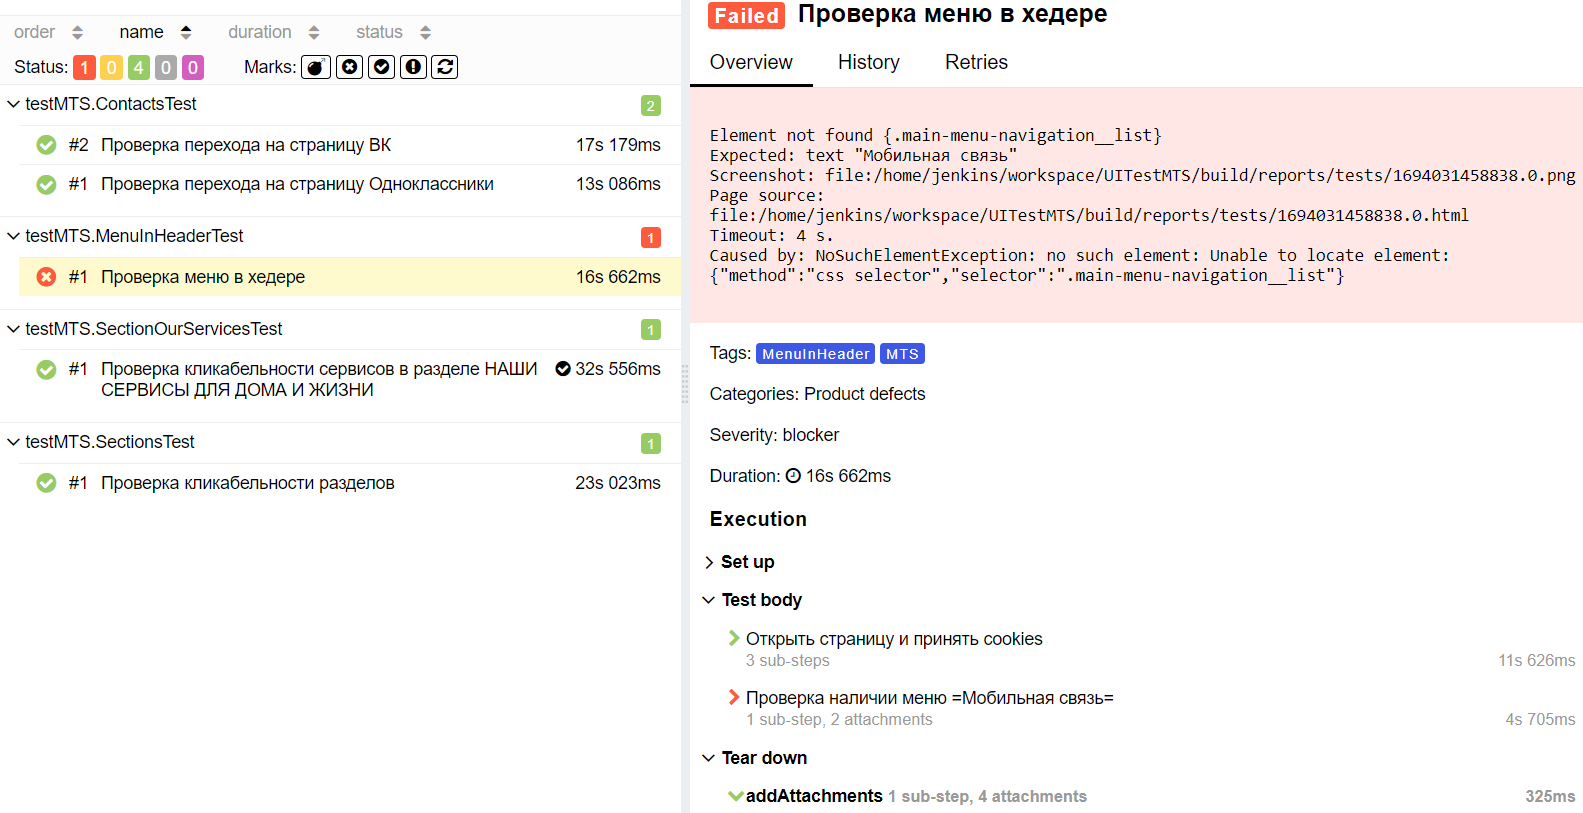 order name duration status
Status: 1 0 4 0 0 Marks:
testMTS.ContactsTest 2
#2 Проверка перехода на страницу ВК 17s 179ms
#1 Проверка перехода на страницу Одноклассники 13s 086ms
testMTS.MenuInHeaderTest 1
#1 Проверка меню в хедере 16s 662ms
testMTS.SectionOurServicesTest 1
#1 Проверка кликабельности сервисов в разделе НАШИ 32s 556ms
СЕРВИСЫ ДЛЯ ДОМА И ЖИЗНИ
testMTS.SectionsTest 1
#1 Проверка кликабельности разделов 23s 023ms
Failed Проверка меню в хедере
Overview History Retries
Element not found {.main-menu-navigation__list}
Expected: text "Мобильная связь"
Screenshot: file:/home/jenkins/workspace/UITestMTS/build/reports/tests/1694031458838.0.png
Page source:
file:/home/jenkins/workspace/UITestMTS/build/reports/tests/1694031458838.0.html
Timeout: 4 s.
Caused by: NoSuchElementException: no such element: Unable to locate element:
{"method":"css selector","selector":".main-menu-navigation__list"}
Tags: MenuInHeader MTS
Categories: Product defects
Severity: blocker
Duration: 16s 662ms
Execution
Set up
Test body
Открыть страницу и принять cookies
3 sub-steps 11s 626ms
Проверка наличии меню =Мобильная связь=
1 sub-step, 2 attachments 4s 705ms
Tear down
addAttachments 1 sub-step, 4 attachments 325ms